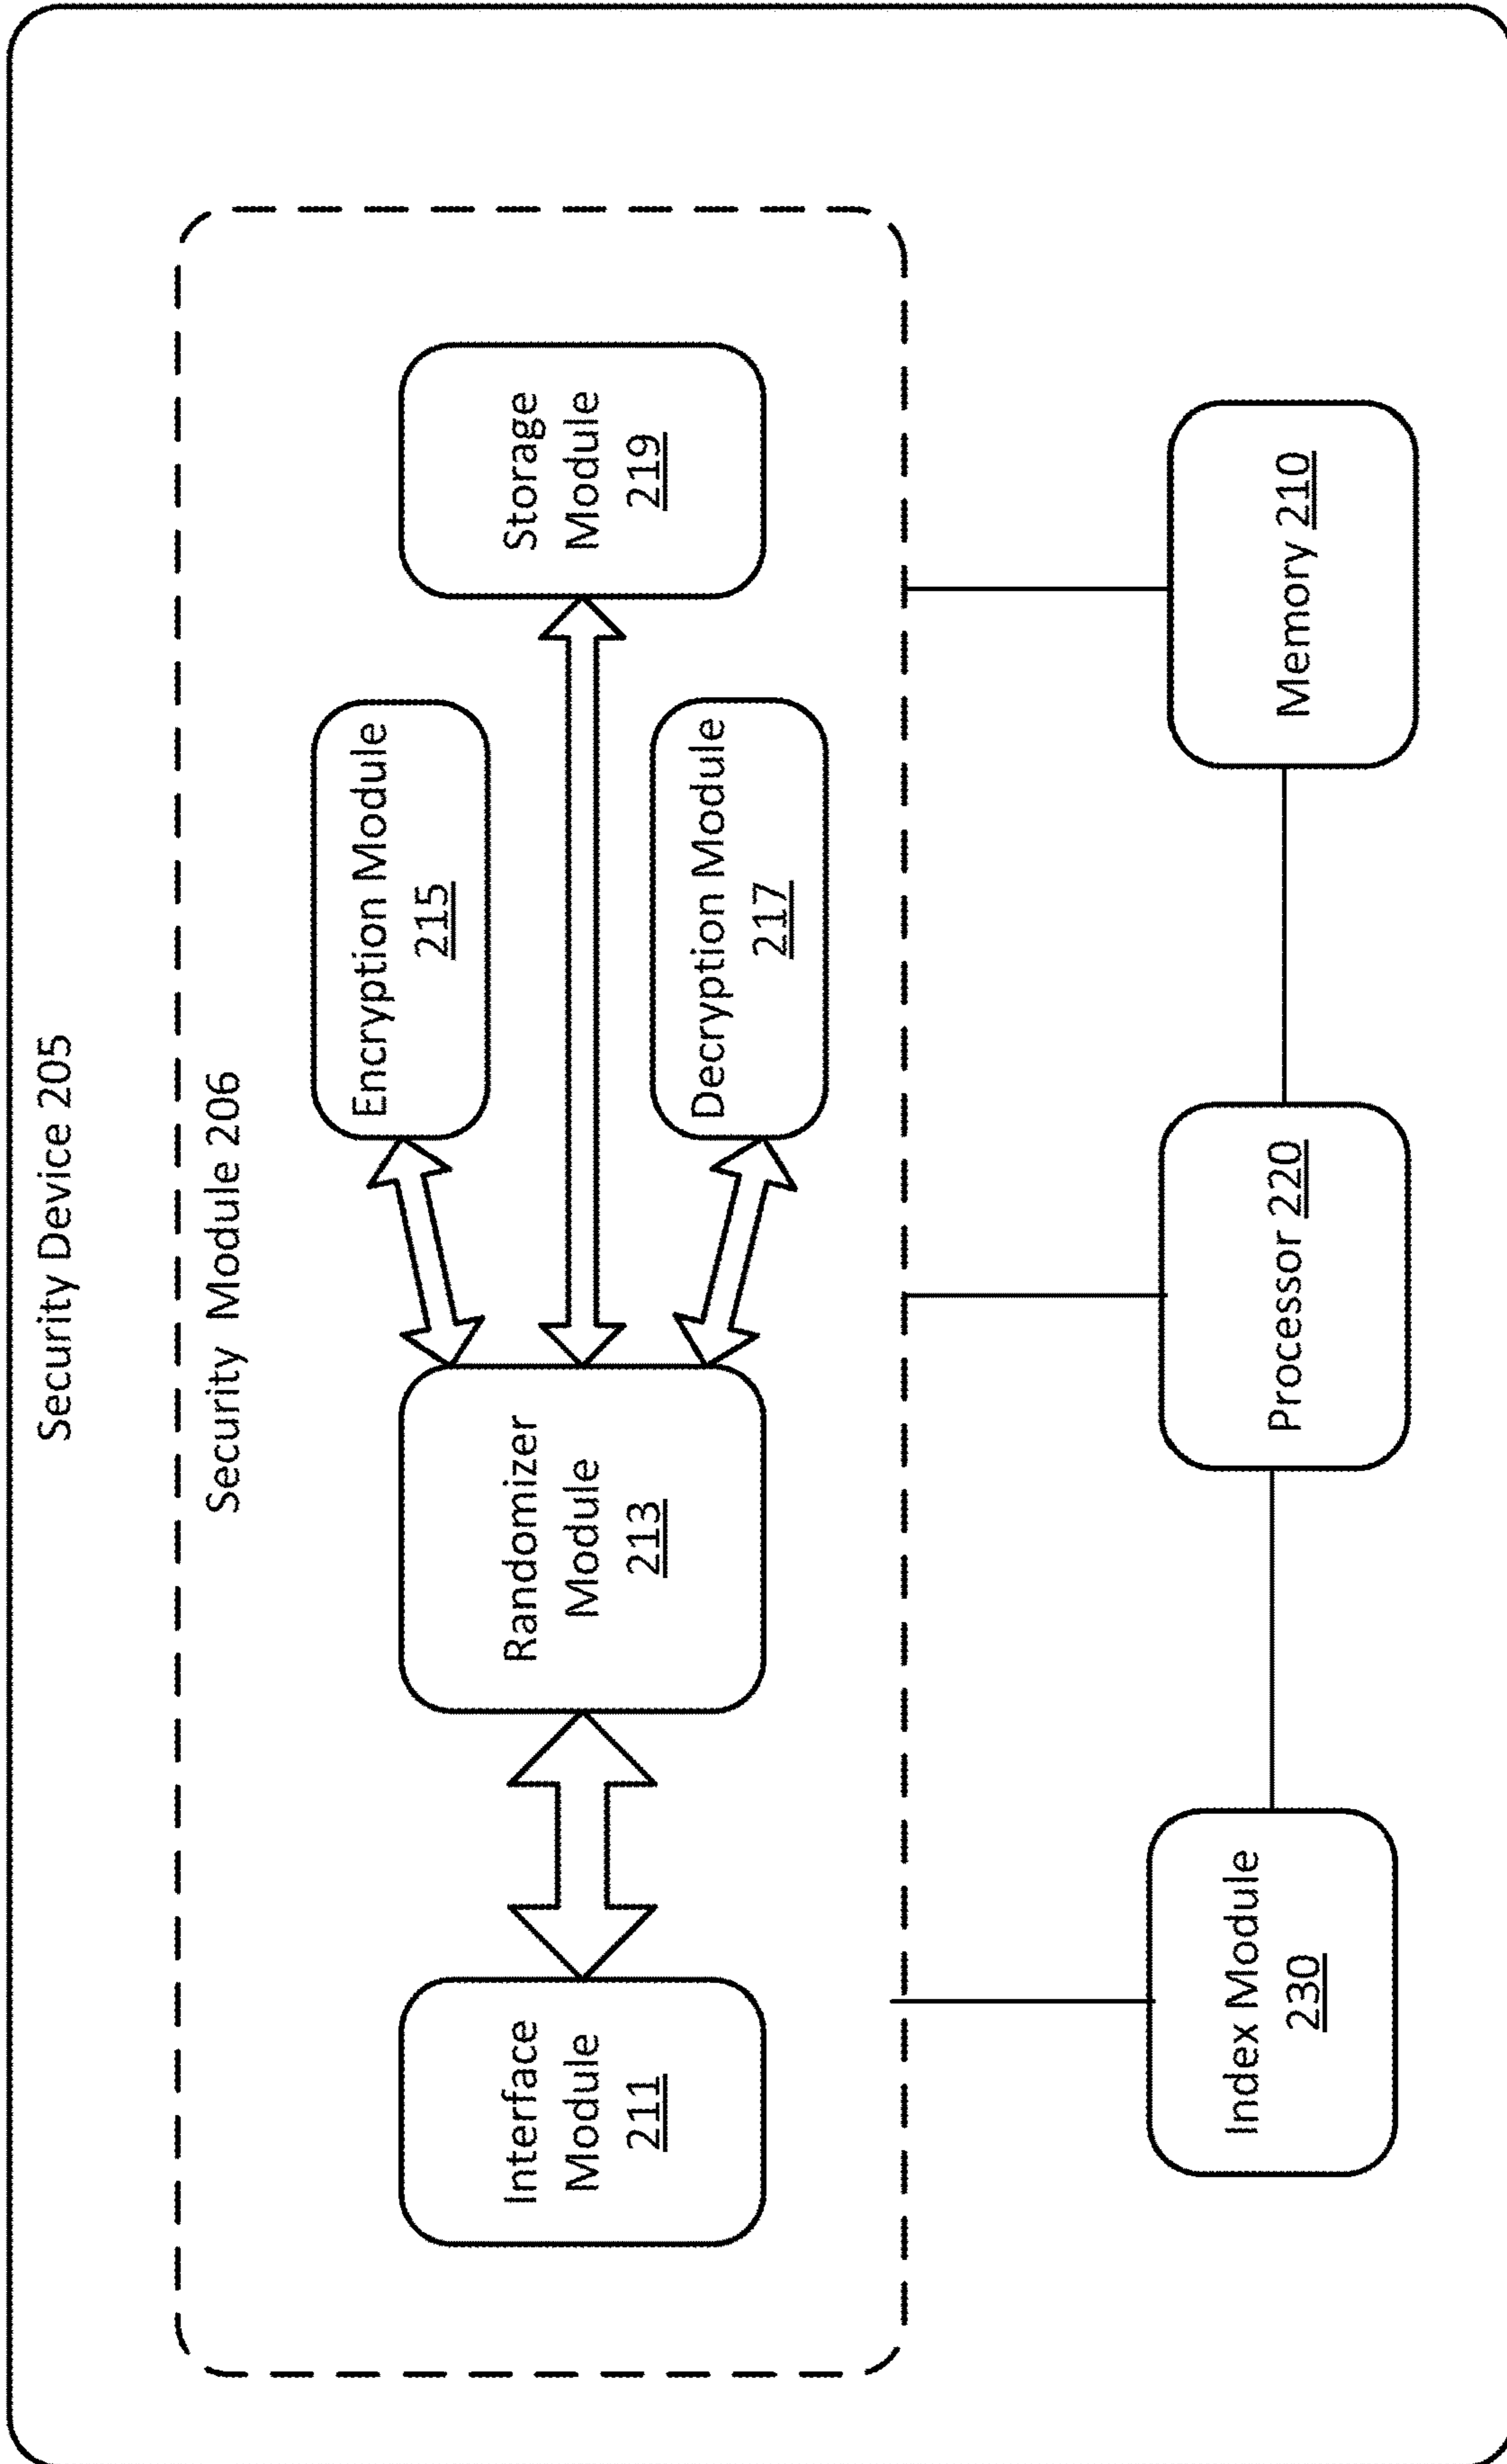 Security Device 205
Security Module 206
Interface
Module
211
Randomizer
Module
213
Encryption Module
215
Decryption Module
217
Storage
Module
219
Index Module
230
Processor 220
Memory 210